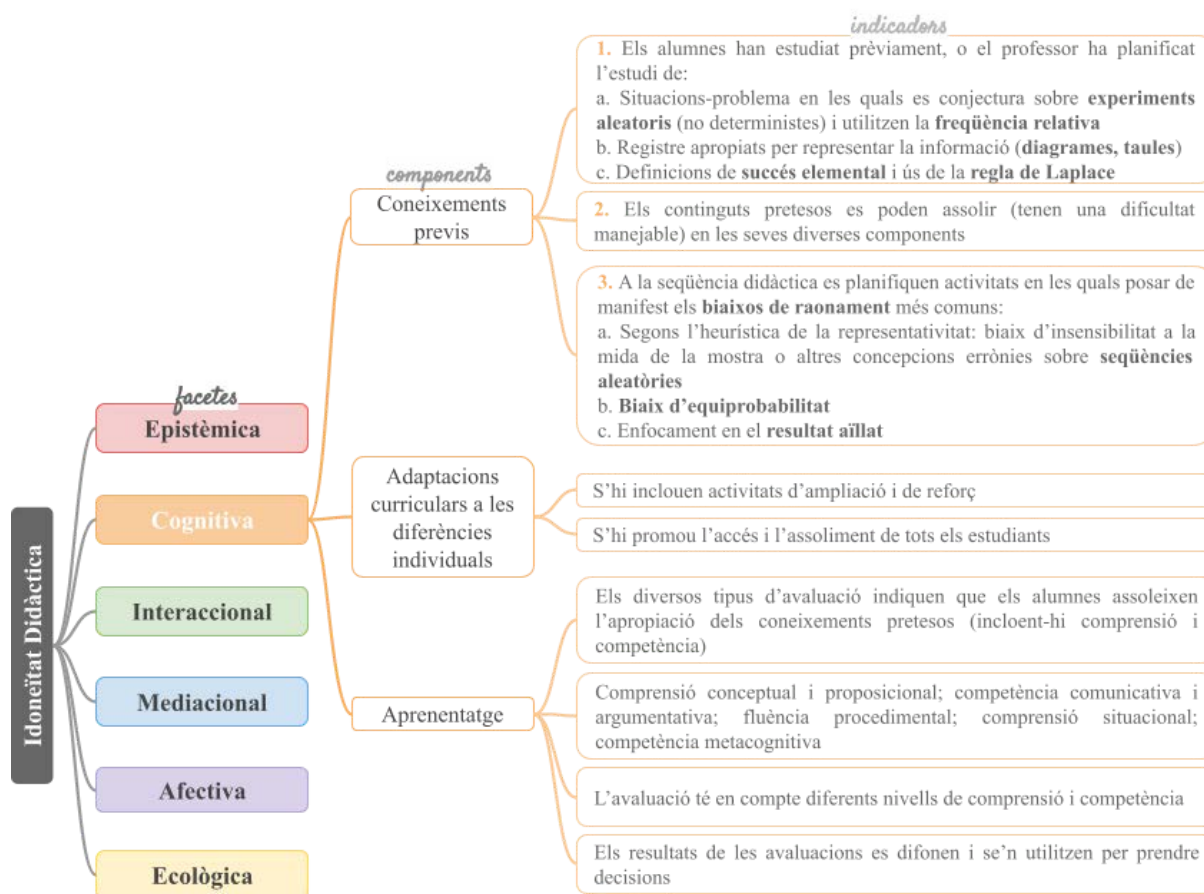 indicadors
1. Els alumnes han estudiat prèviament, o el professor ha planificat
l'estudi de:
a. Situacions-problema en les quals es conjectura sobre experiments
aleatoris (no deterministes) i utilitzen la freqüència relativa
b. Registre apropiats per representar la informació (diagrames, taules)
c. Definicions de succés elemental i ús de la regla de Laplace
components
Coneixements
previs
2. Els continguts pretesos es poden assolir (tenen una dificultat
manejable) en les seves diverses components
3. A la seqüència didàctica es planifiquen activitats en les quals posar de
manifest els biaixos de raonament més comuns:
a. Segons l'heurística de la representativitat: biaix d'insensibilitat a la
mida de la mostra o altres concepcions errònies sobre seqüències
aleatòries
b. Biaix d'equiprobabilitat
c. Enfocament en el resultat aïllat
facetes
Epistèmica
Cognitiva
Interaccional
Mediacional
Afectiva
Ecològica
Idoneïtat Didàctica
Adaptacions
curriculars a les
diferències
individuals
S'hi inclouen activitats d'ampliació i de reforç
S'hi promou l'accés i l'assoliment de tots els estudiants
Aprenentatge
Els diversos tipus d'avaluació indiquen que els alumnes assoleixen
l'apropiació dels coneixements pretesos (incloent-hi comprensió i
competència)
Comprensió conceptual i proposicional; competència comunicativa i
argumentativa; fluència procedimental; comprensió situacional;
competència metacognitiva
L'avaluació té en compte diferents nivells de comprensió i competència
Els resultats de les avaluacions es difonen i se'n utilitzen per prendre
decisions